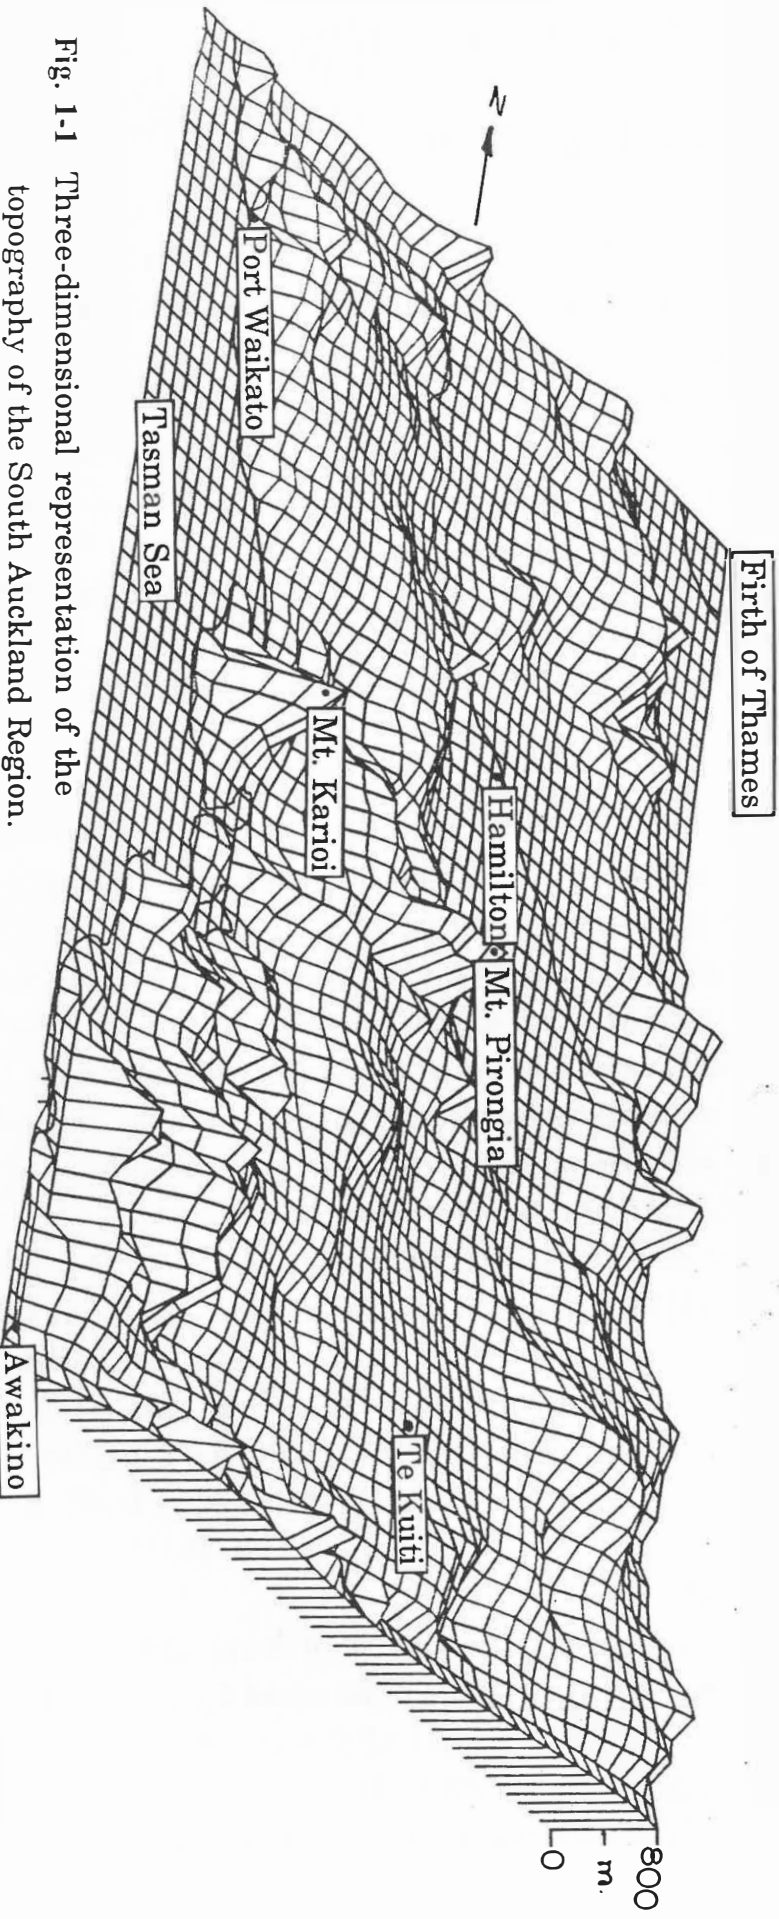 Firth of Thames
N
Hamilton
Mt. Pirongia
Te Kuiti
Mt. Karioi
Port Waikato
Tasman Sea
Awakino
800
m.
0
Fig. 1-1 Three-dimensional representation of the
topography of the South Auckland Region.